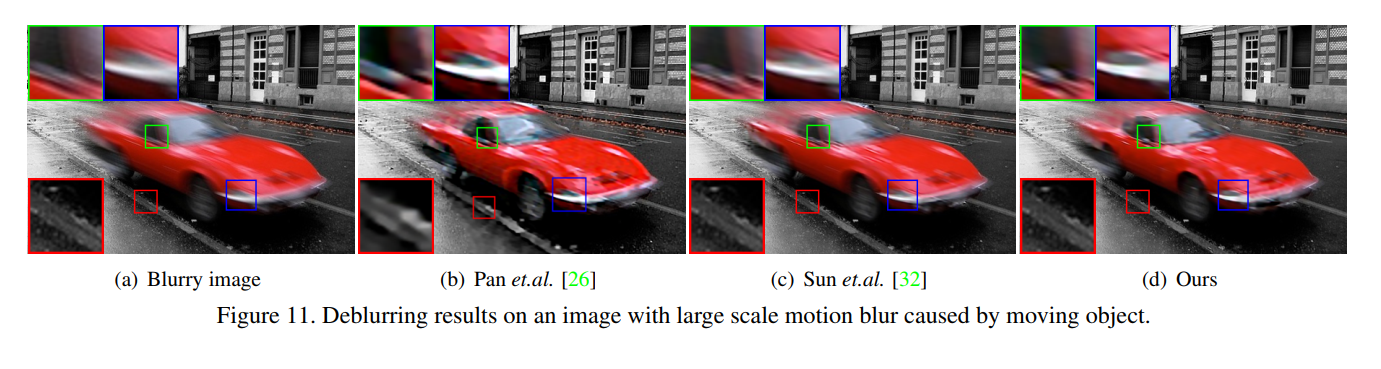 (a) Blurry image
(b) Pan et.al. [26]
(c) Sun et.al. [32]
(d) Ours
Figure 11. Deblurring results on an image with large scale motion blur caused by moving object.